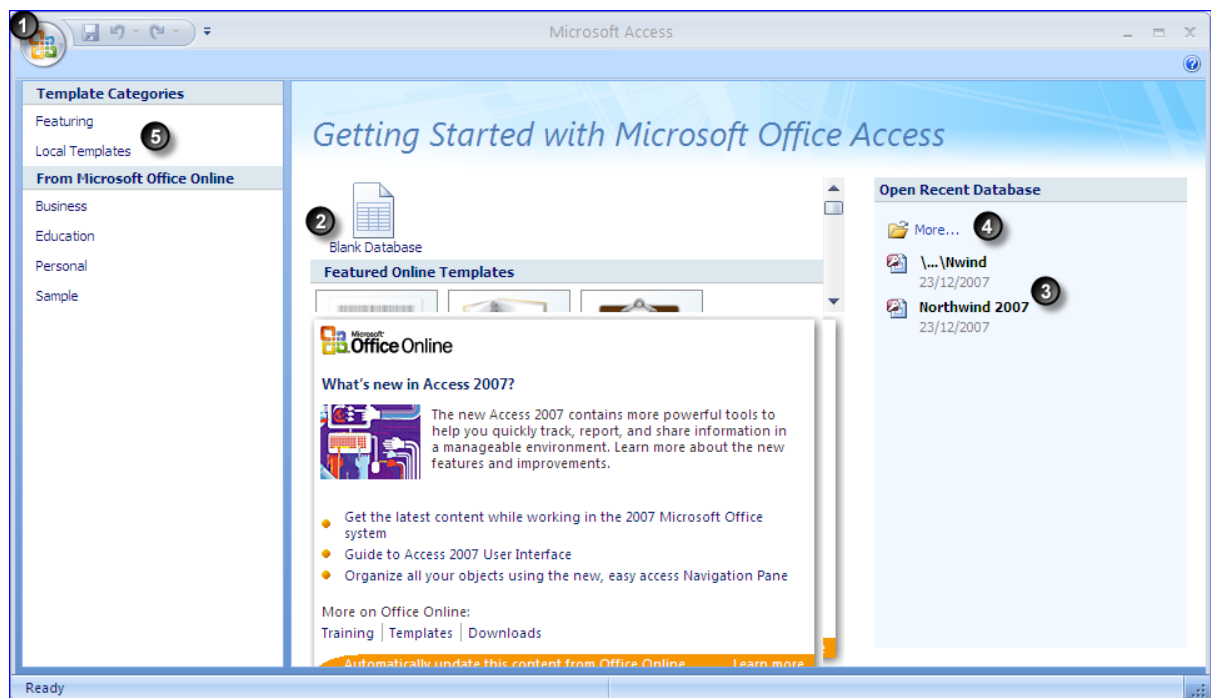 1
Microsoft Access
Template Categories
Featuring
5
Local Templates
From Microsoft Office Online
Business
Education
Personal
Sample
Getting Started with Microsoft Office Access
2
Blank Database
Featured Online Templates
Microsoft
Office Online
What's new in Access 2007?
The new Access 2007 contains more powerful tools to
help you quickly track, report, and share information in
a manageable environment. Learn more about the new
features and improvements.
Get the latest content while working in the 2007 Microsoft Office
system
Guide to Access 2007 User Interface
Organize all your objects using the new, easy access Navigation Pane
More on Office Online:
Training | Templates | Downloads
Automatically update this content from Office Online Learn more
Open Recent Database
More... 4
\...\Nwind
23/12/2007
3
Northwind 2007
23/12/2007
Ready